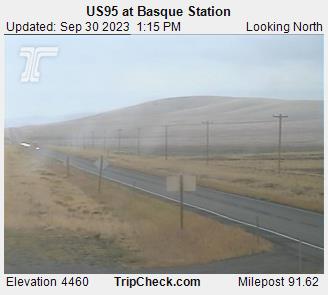 US95 at Basque Station
Updated: Sep 30 2023 1:15 PM Looking North
Elevation 4460 TripCheck.com Milepost 91.62